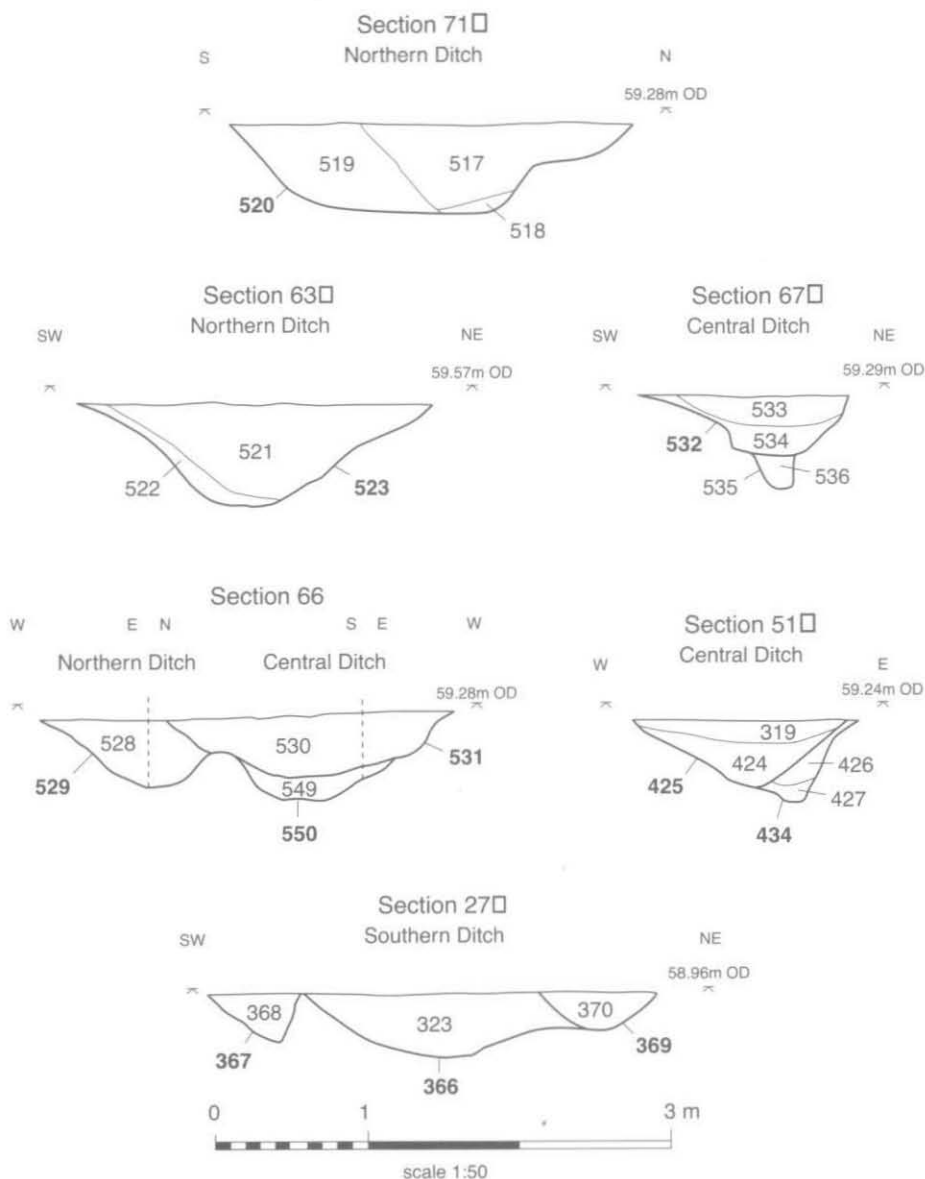 Section 71
Northern Ditch
S N
59.28m OD
519 517
520
518
Section 63
Northern Ditch
SW NE
59.57m OD
521
522 523
Section 67
Central Ditch
SW NE
59.29m OD
533
532 534
535 536
Section 66
W E N S E W
Northern Ditch Central Ditch
59.28m OD
528 530
529 531
549
550
Section 51
Central Ditch
W E
59.24m OD
319
424 426
425 427
434
Section 27
Southern Ditch
SW NE
58.96m OD
368 323 370
367 369
366
0 1 3 m
scale 1:50